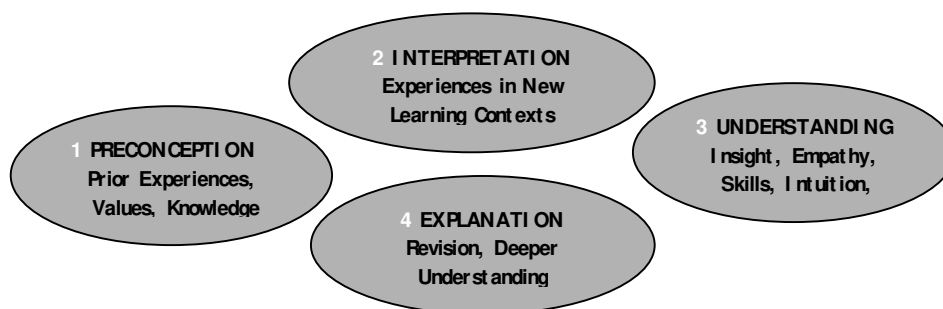 1 PRECONCEPTION
Prior Experiences,
Values, Knowledge
2 INTERPRETATION
Experiences in New
Learning Contexts
3 UNDERSTANDING
Insight, Empathy,
Skills, Intuition,
4 EXPLANATION
Revision, Deeper
Understanding